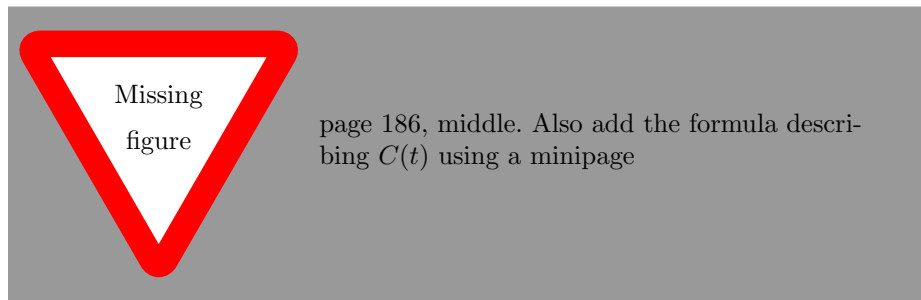 Missing
figure
page 186, middle. Also add the formula descri-
bing C(t) using a minipage